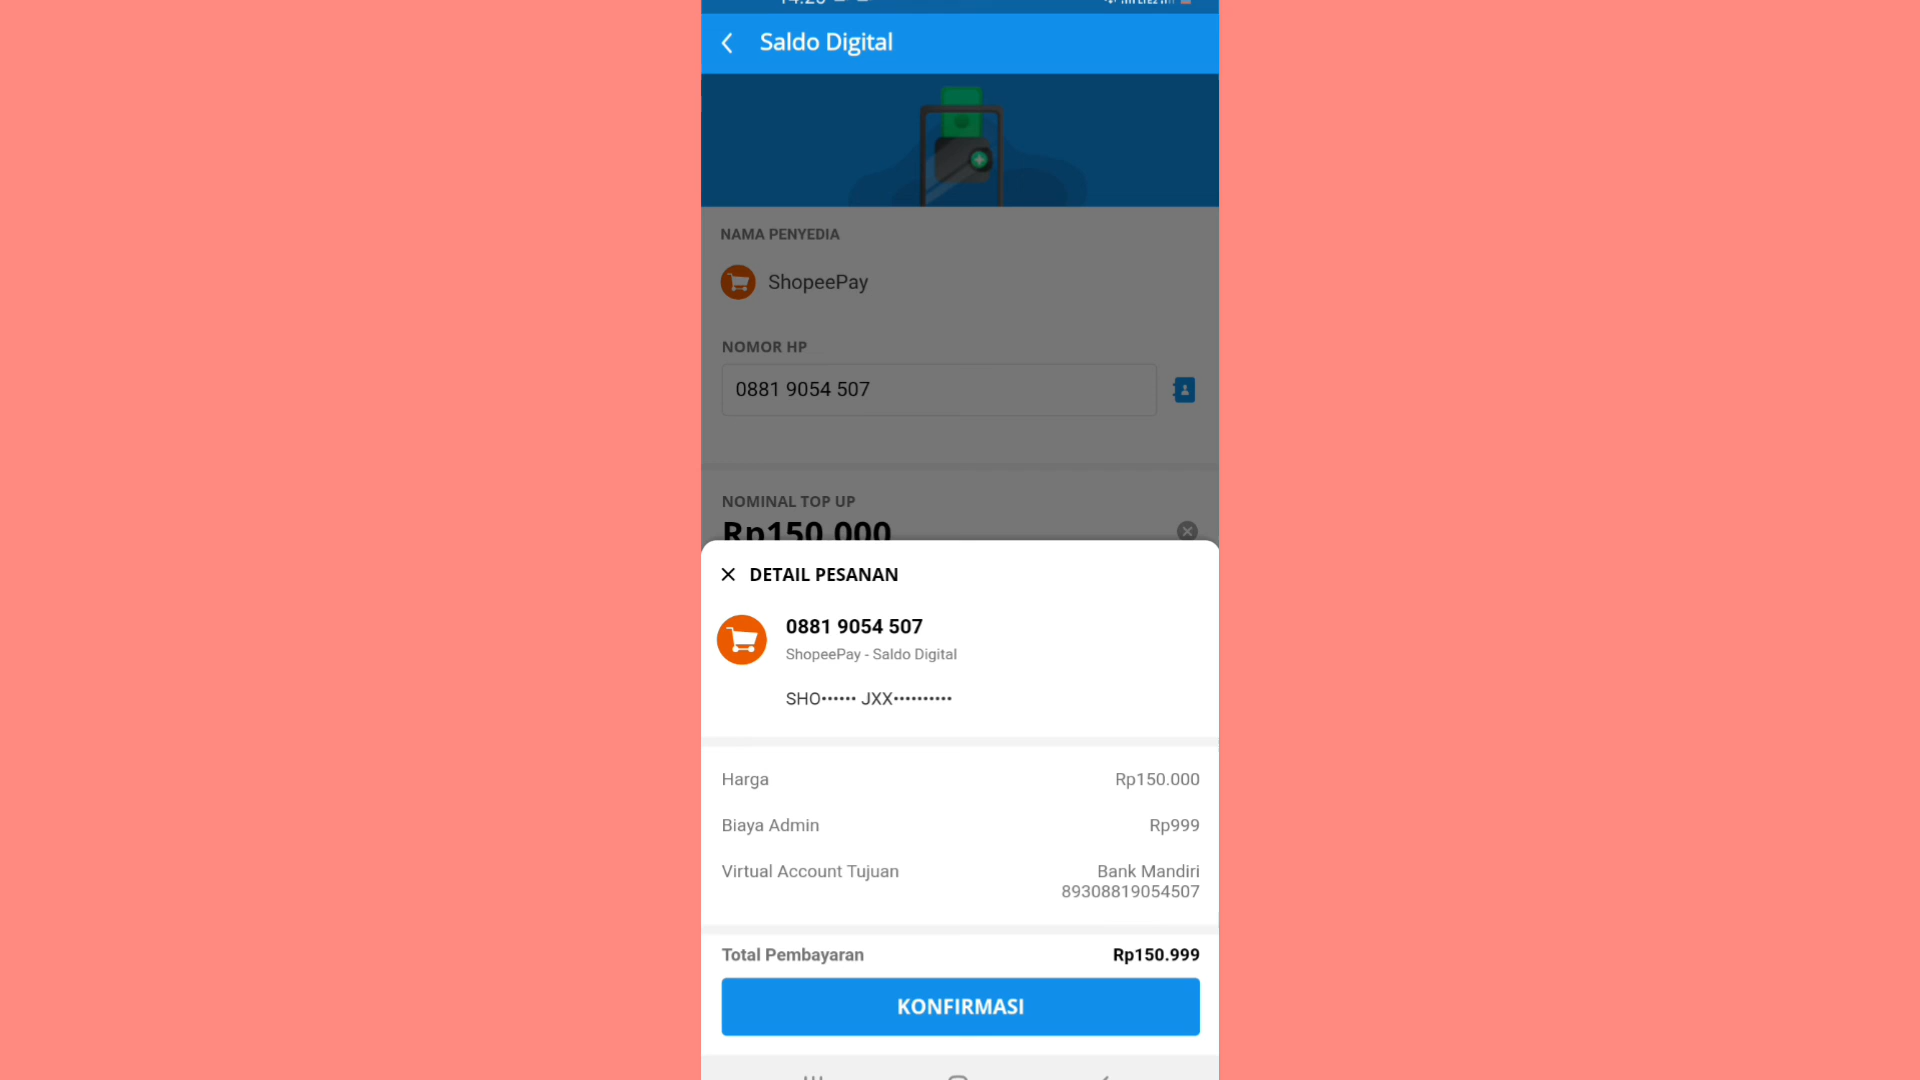 Saldo Digital
NAMA PENYEDIA
ShopeePay
NOMOR HP
0881 9054 507
NOMINAL TOP UP
Rp150.000
DETAIL PESANAN
0881 9054 507
ShopeePay - Saldo Digital
SHO•••••• JXX••••••••••
Harga Rp150.000
Biaya Admin Rp999
Virtual Account Tujuan Bank Mandiri
89308819054507
Total Pembayaran Rp150.999
KONFIRMASI